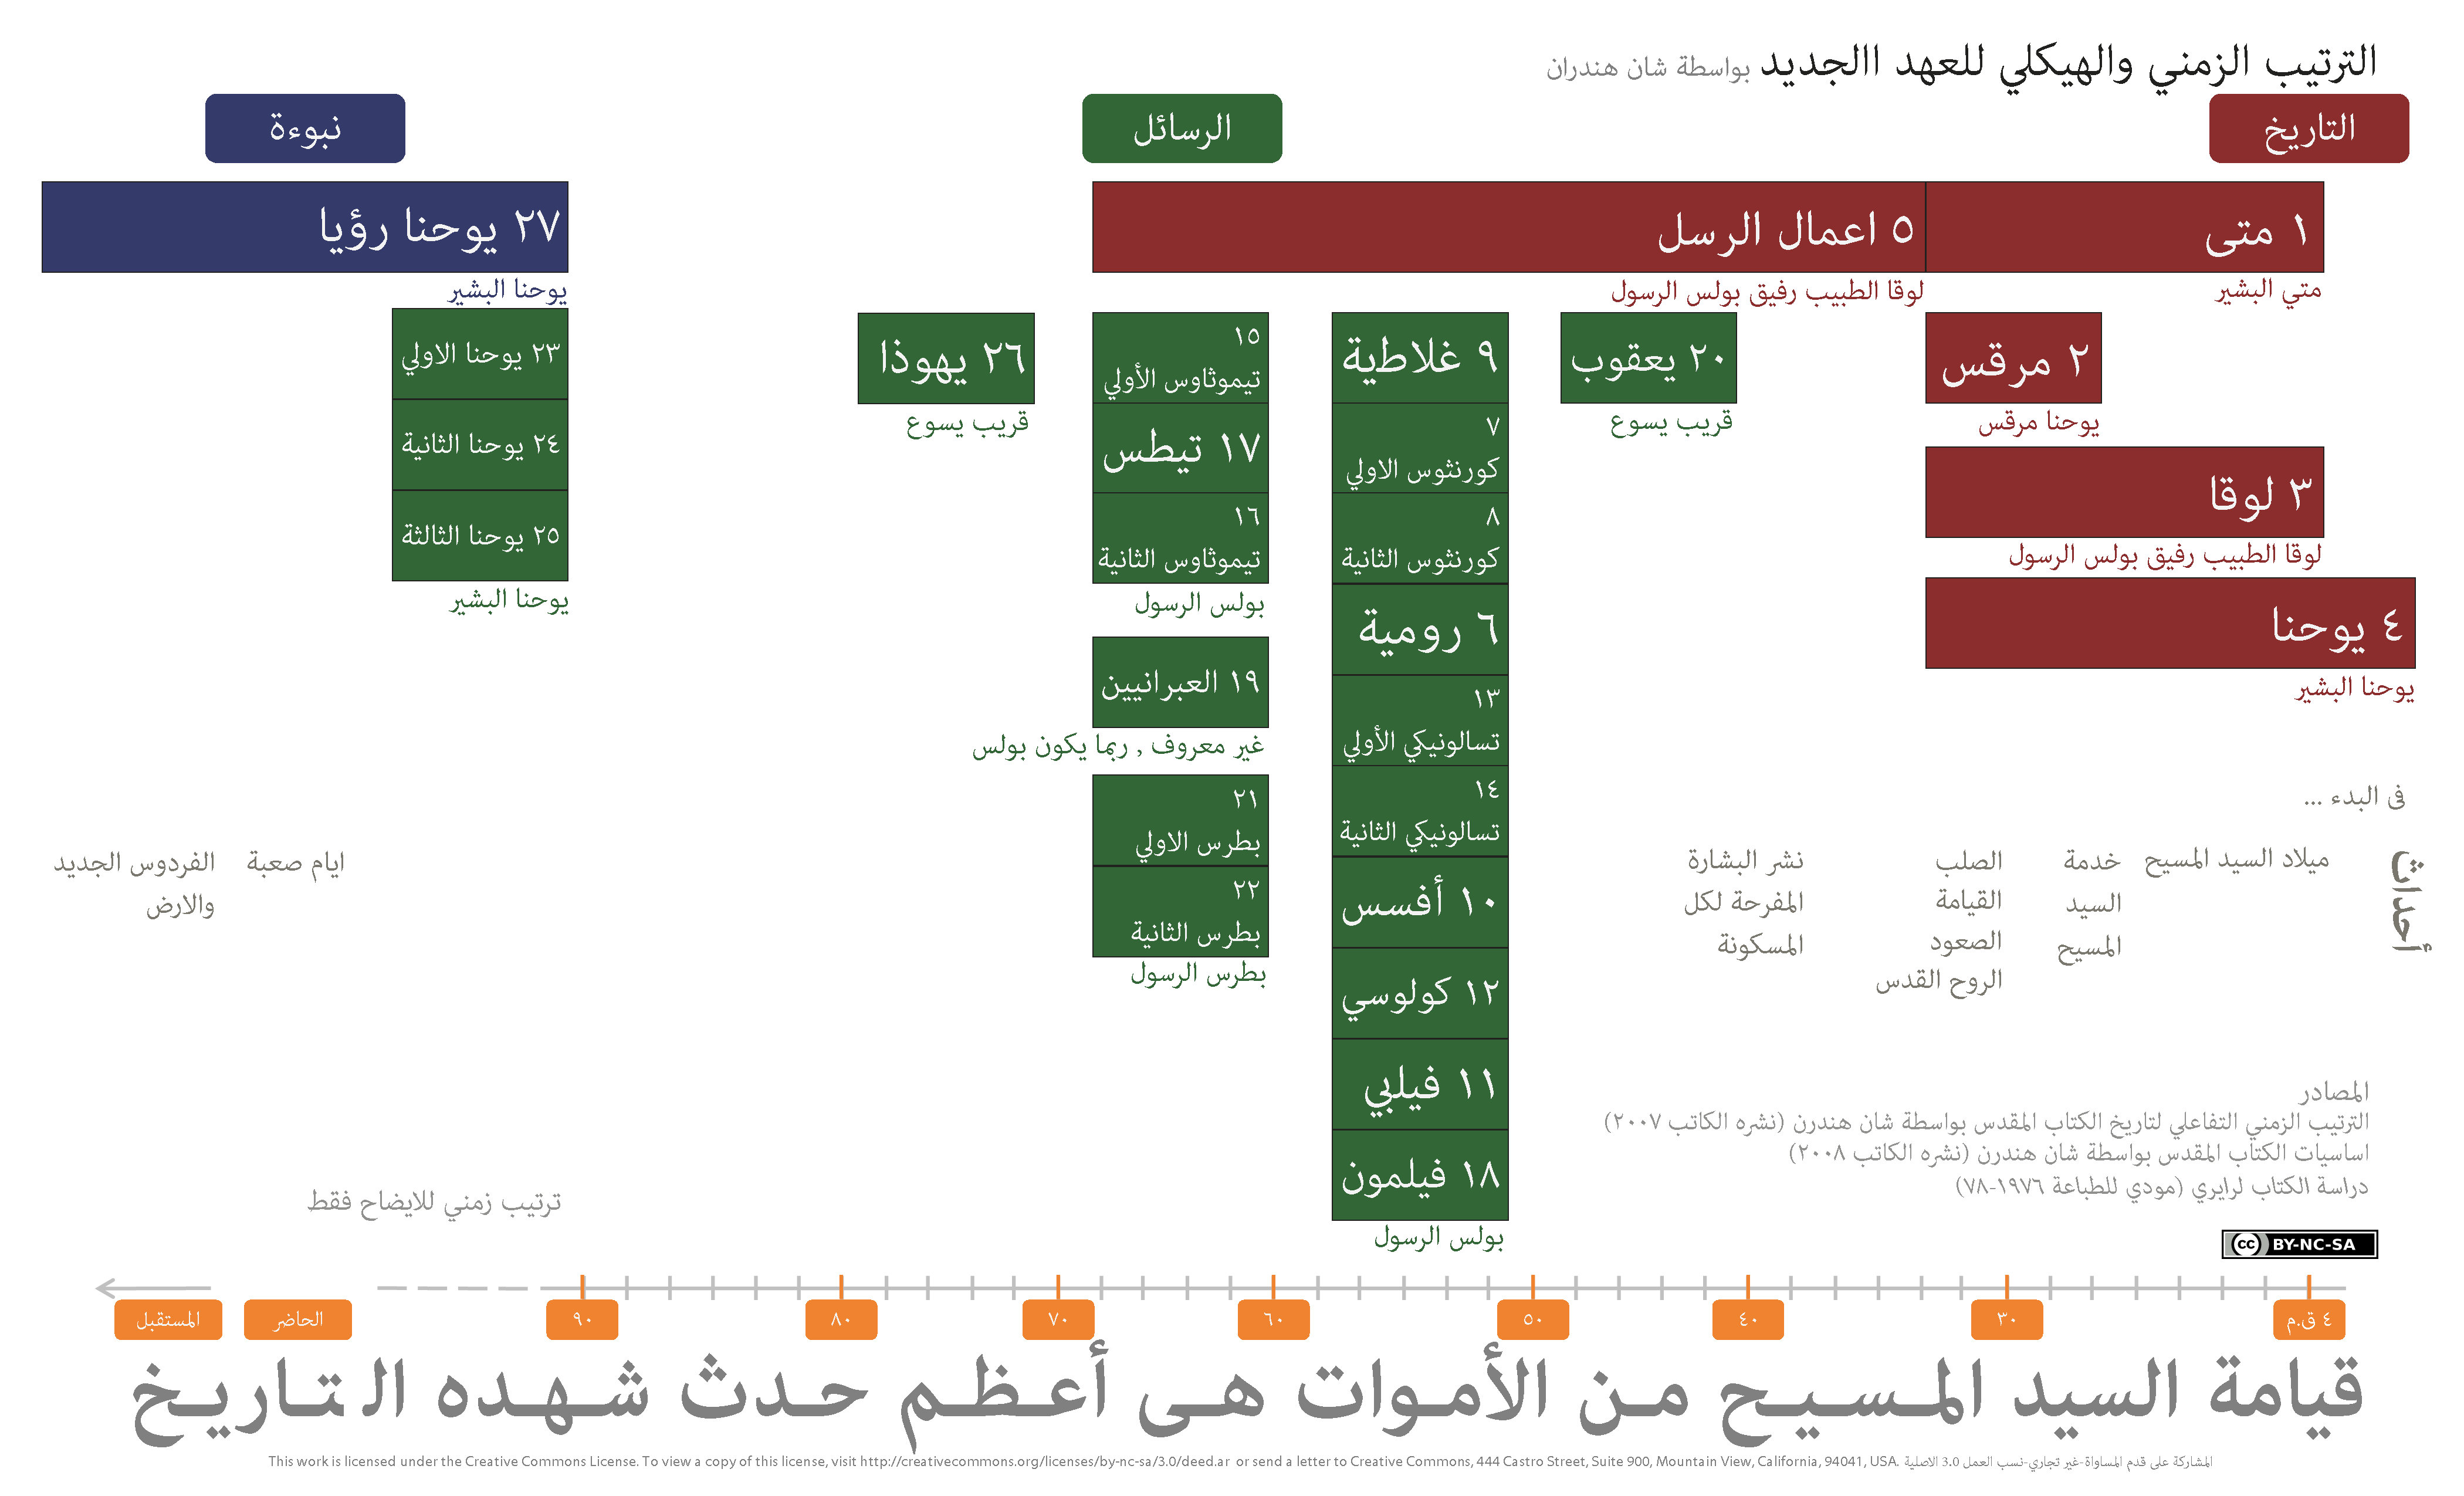 الترتيب الزمني والهيكلي للعهد االجديد بواسطة شان هندران
التاريخ
الرسائل
نبوءة
١ متى
متي البشير
٥ اعمال الرسل
لوقا الطبيب رفيق بولس الرسول
٢٧ يوحنا رؤيا
يوحنا البشير
٢ مرقس
يوحنا مرقس
٣ لوقا
لوقا الطبيب رفيق بولس الرسول
٤ يوحنا
يوحنا البشير
٢٠ يعقوب
قريب يسوع
٩ غلاطية
٧
كورنثوس الاولي
٨
كورنثوس الثانية
٦ رومية
١٣
تسالونيكي الأولي
١٤
تسالونيكي الثانية
١٠ أفسس
١٢ كولوسي
١١ فيلبي
١٨ فيلمون
بولس الرسول
١٥
تيموثاوس الأولي
١٧ تيطس
١٦
تيموثاوس الثانية
بولس الرسول
١٩ العبرانيين
غير معروف , ربما يكون بولس
٢١
بطرس الاولي
٢٢
بطرس الثانية
بطرس الرسول
٢٦ يهوذا
قريب يسوع
٢٣ يوحنا الاولي
٢٤ يوحنا الثانية
٢٥ يوحنا الثالثة
يوحنا البشير
فى البدء ...
أحداث
ميلاد السيد المسيح
خدمة
السيد
المسيح
الصلب
القيامة
الصعود
الروح القدس
نشر البشارة
المفرحة لكل
المسكونة
ايام صعبة
الفردوس الجديد
والارض
المصادر
الترتيب الزمني التفاعلي لتاريخ الكتاب المقدس بواسطة شان هندرن (نشره الكاتب ٢٠٠٧)
اساسيات الكتاب المقدس بواسطة شان هندرن (نشره الكاتب ٢٠٠٨)
دراسة الكتاب لرايري (مودي للطباعة ١٩٧٦-٧٨)
ترتيب زمني للايضاح فقط
cc BY-NC-SA
٤ ق.م
٣٠
٤٠
٥٠
٦٠
٧٠
٨٠
٩٠
الحاضر
المستقبل
قيامة السيد المسيح من الأموات هى أعظم حدث شهده التاريخ
This work is licensed under the Creative Commons License. To view a copy of this license, visit http://creativecommons.org/licenses/by-nc-sa/3.0/deed.ar or send a letter to Creative Commons, 444 Castro Street, Suite 900, Mountain View, California, 94041, USA. المشاركة على قدم المساواة-غير تجاري-نسب العمل 3.0 الاصلية